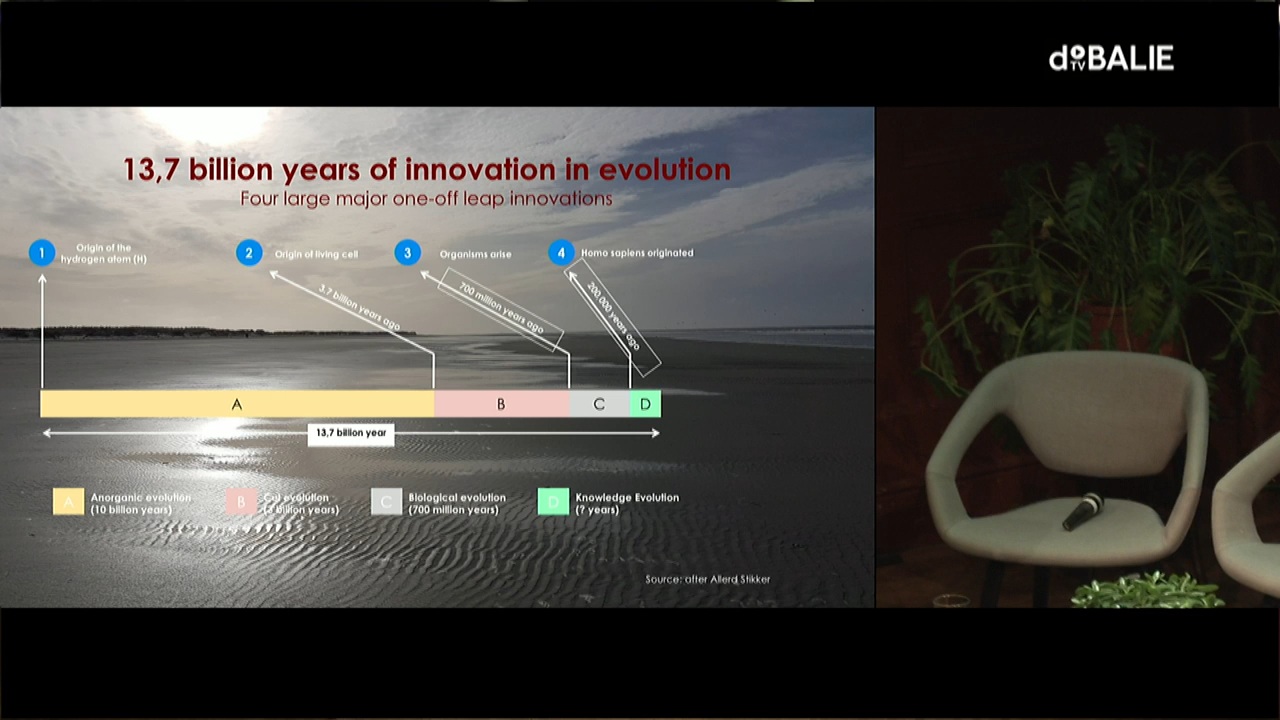 deBALIE
TV
13,7 billion years of innovation in evolution
Four large major one-off leap innovations
1
Origin of the
hydrogen atom (H)
2
Origin of living cell
3
Organisms arise
4
Homo sapiens originated
3,7 billion years ago
700 million years ago
200,000 years ago
A
B
C
D
13,7 billion year
A
Anorganic evolution
(10 billion years)
B
Cel evolution
(3 billion years)
C
Biological evolution
(700 million years)
D
Knowledge Evolution
(? years)
Source: after Allerd Stikker